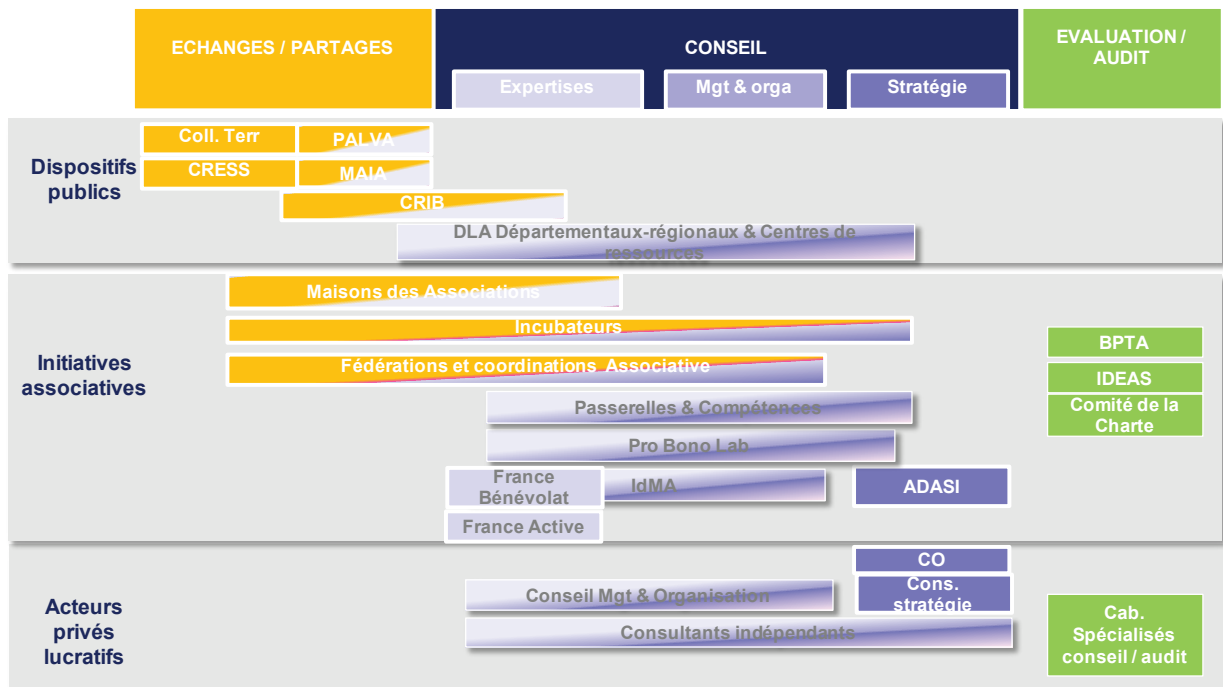 ECHANGES / PARTAGES
CONSEIL
EVALUATION /
AUDIT
Expertises
Mgt & orga
Stratégie
Dispositifs
publics
Coll. Terr
PALVA
CRESS
MAIA
CRIB
DLA Départementaux-régionaux & Centres de
ressources
Initiatives
associatives
Maisons des Associations
Incubateurs
Fédérations et coordinations Associative
Passerelles & Compétences
Pro Bono Lab
France
Bénévolat
IdMA
ADASI
France Active
BPTA
IDEAS
Comité de la
Charte
Acteurs
privés
lucratifs
CO
Cons.
stratégie
Conseil Mgt & Organisation
Consultants indépendants
Cab.
Spécialisés
conseil / audit